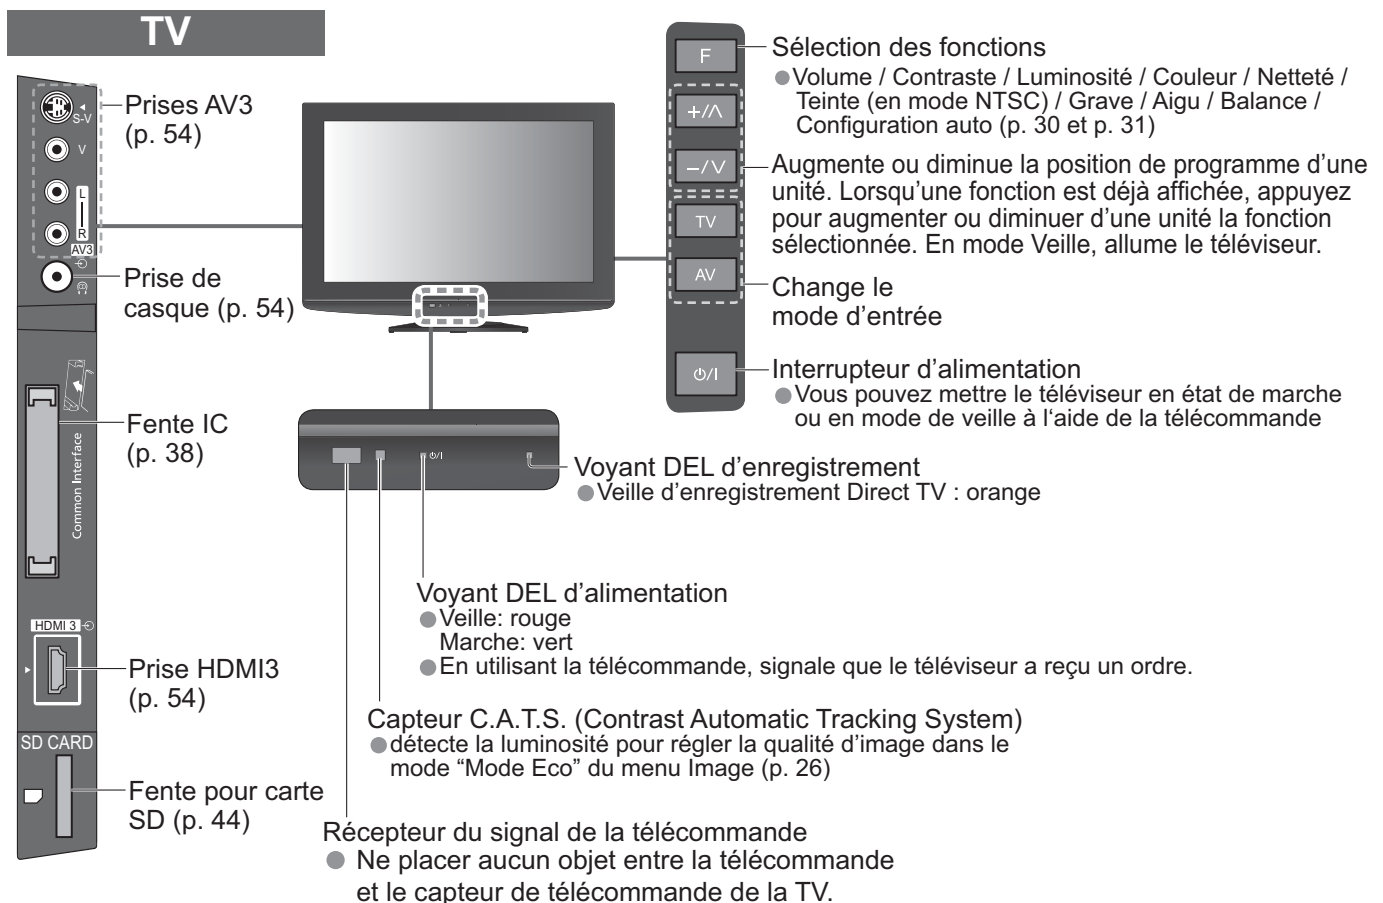 TV
S-V
V
L
R
AV3
Prises AV3
(p. 54)
Prise de
casque (p. 54)
Common Interface
Fente IC
(p. 38)
HDMI 3
Prise HDMI3
(p. 54)
SD CARD
Fente pour carte
SD (p. 44)
F
+/∧
−/∨
TV
AV
⏻/I
Sélection des fonctions
● Volume / Contraste / Luminosité / Couleur / Netteté /
Teinte (en mode NTSC) / Grave / Aigu / Balance /
Configuration auto (p. 30 et p. 31)
Augmente ou diminue la position de programme d’une
unité. Lorsqu’une fonction est déjà affichée, appuyez
pour augmenter ou diminuer d’une unité la fonction
sélectionnée. En mode Veille, allume le téléviseur.
Change le
mode d’entrée
Interrupteur d’alimentation
● Vous pouvez mettre le téléviseur en état de marche
ou en mode de veille à l‘aide de la télécommande
⏻/I
Voyant DEL d’enregistrement
● Veille d’enregistrement Direct TV : orange
Voyant DEL d’alimentation
● Veille: rouge
Marche: vert
● En utilisant la télécommande, signale que le téléviseur a reçu un ordre.
Capteur C.A.T.S. (Contrast Automatic Tracking System)
● détecte la luminosité pour régler la qualité d’image dans le
mode “Mode Eco” du menu Image (p. 26)
Récepteur du signal de la télécommande
● Ne placer aucun objet entre la télécommande
et le capteur de télécommande de la TV.